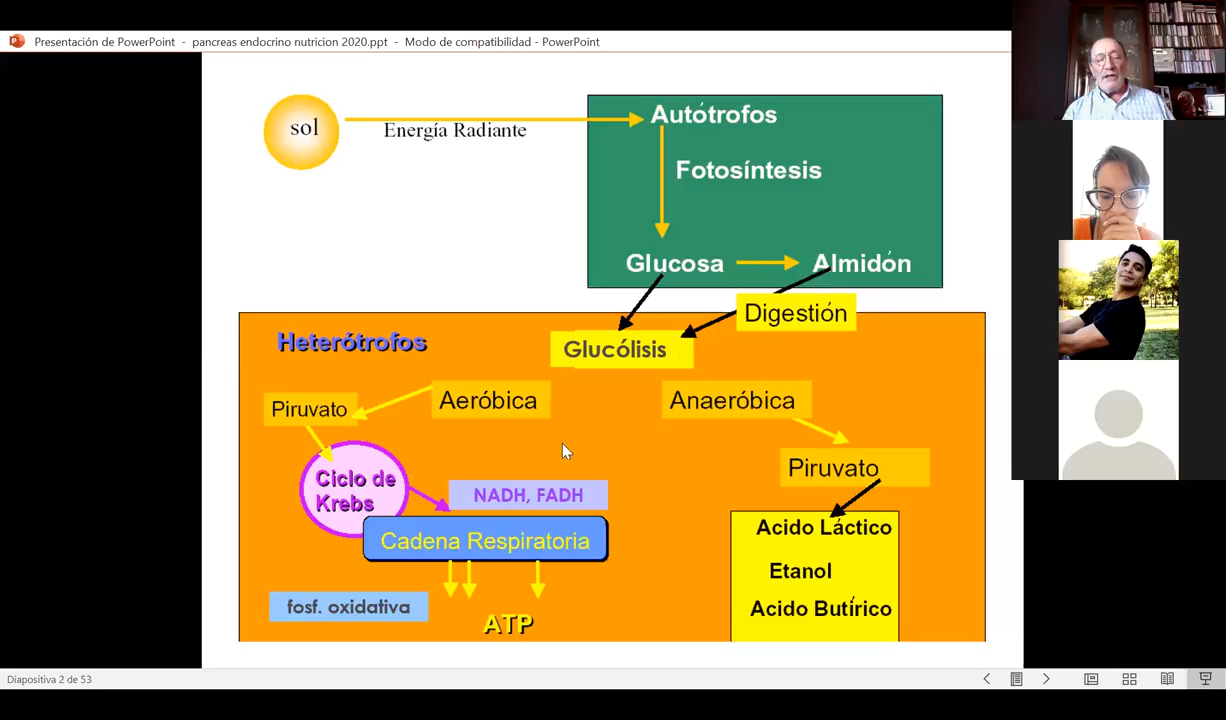 Presentación de PowerPoint - pancreas endocrino nutricion 2020.ppt - Modo de compatibilidad - PowerPoint
sol
Energía Radiante
Autótrofos
Fotosíntesis
Glucosa
Almidón
Digestión
Heterótrofos
Glucólisis
Piruvato
Aeróbica
Anaeróbica
Ciclo de
Krebs
NADH, FADH
Piruvato
Cadena Respiratoria
Acido Láctico
Etanol
Acido Butírico
fosf. oxidativa
ATP
Diapositiva 2 de 53